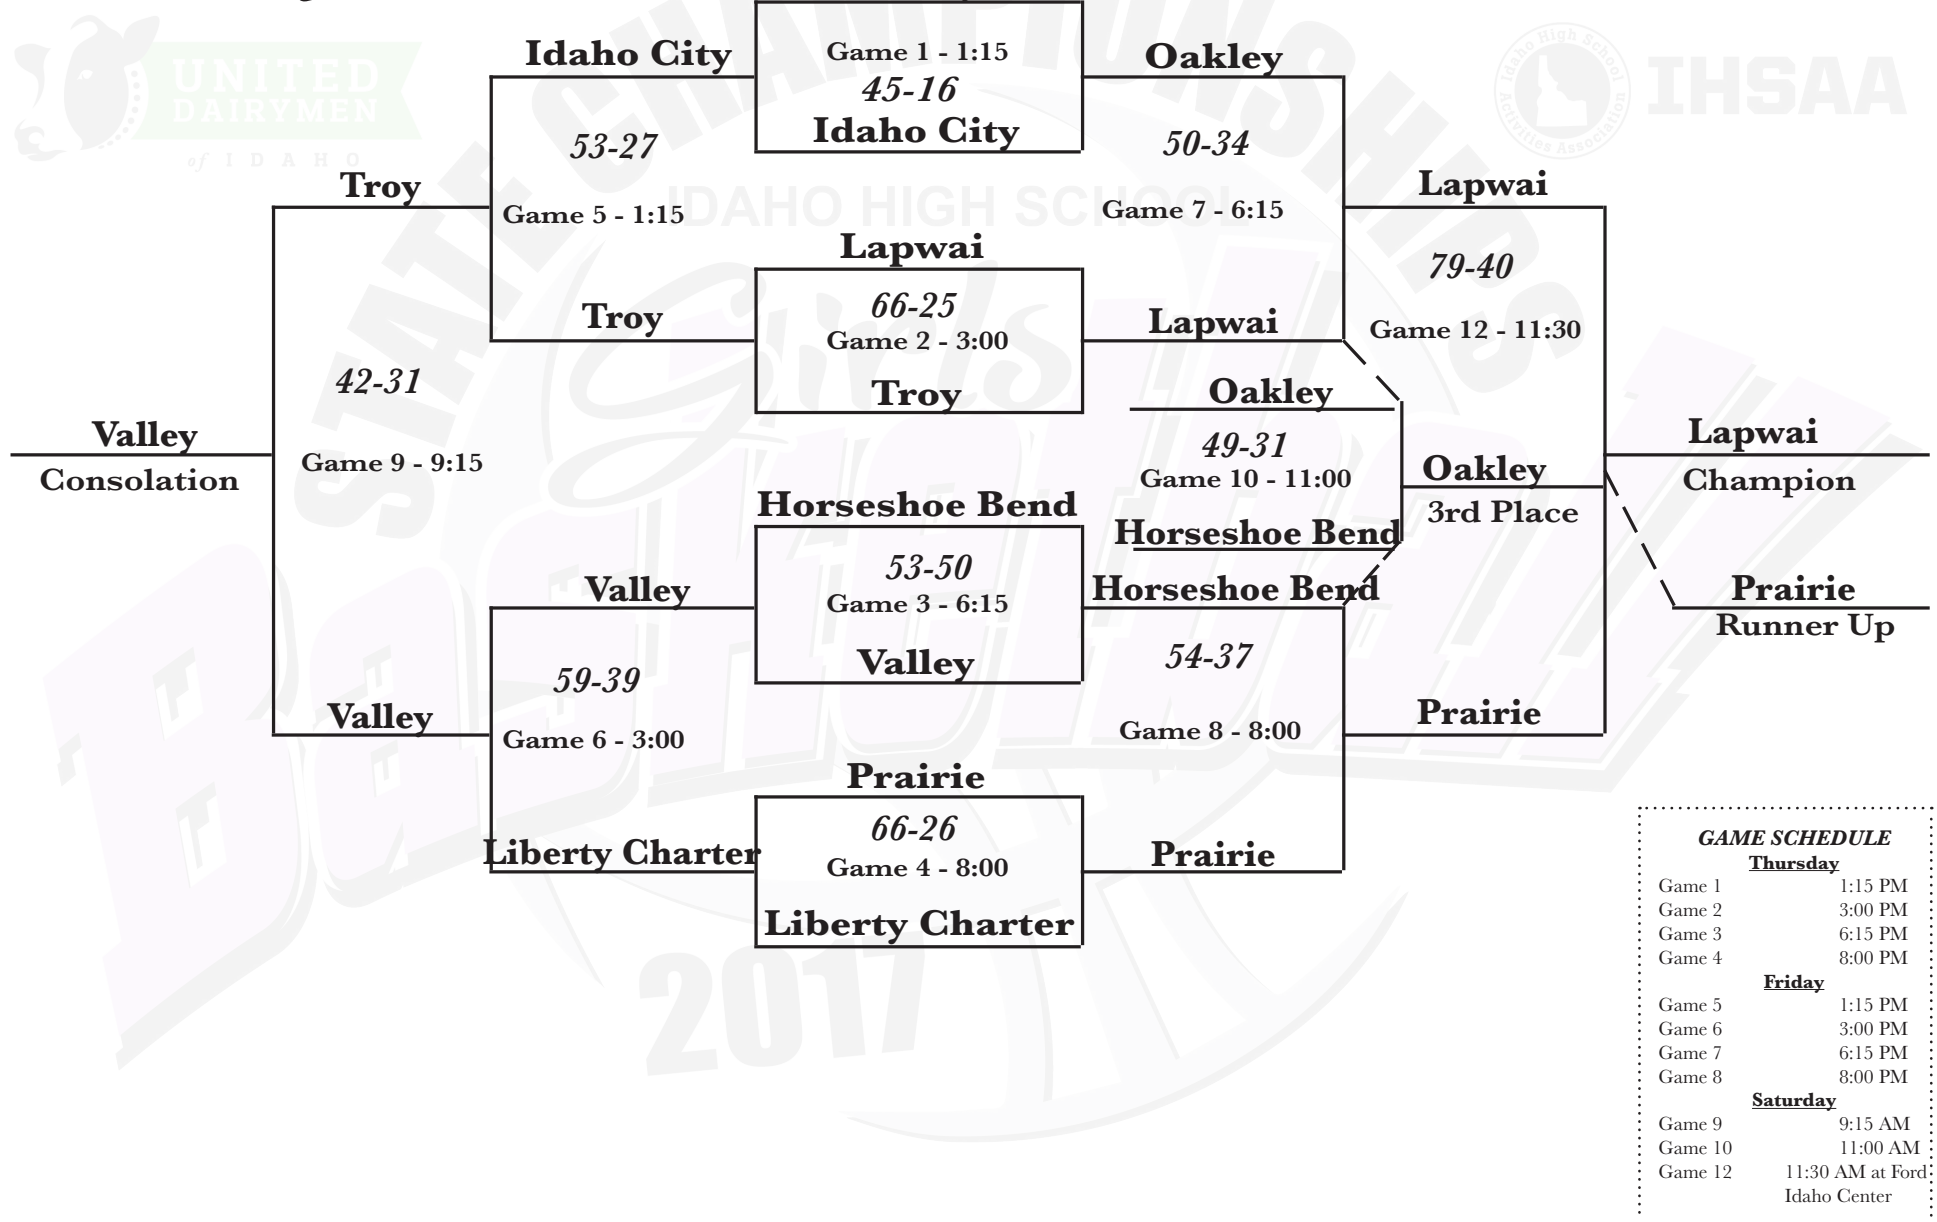 UNITED
DAIRYMEN
of IDAHO
STATE CHAMPIONSHIPS
IDAHO HIGH SCHOOL
Girls
Basketball
2017
Idaho High School
Activities Association
IHSAA
Idaho City
Game 1 - 1:15
45-16
Idaho City
Oakley
53-27
50-34
Troy
Lapwai
Game 5 - 1:15
Game 7 - 6:15
Lapwai
79-40
66-25
Troy
Game 2 - 3:00
Lapwai
Game 12 - 11:30
Troy
42-31
Oakley
Valley
49-31
Lapwai
Consolation
Game 9 - 9:15
Game 10 - 11:00
Oakley
Champion
Horseshoe Bend
3rd Place
Horseshoe Bend
53-50
Valley
Game 3 - 6:15
Horseshoe Bend
Prairie
Runner Up
Valley
54-37
59-39
Valley
Prairie
Game 6 - 3:00
Game 8 - 8:00
Prairie
66-26
Liberty Charter
Game 4 - 8:00
Prairie
Liberty Charter
GAME SCHEDULE
Thursday
Game 1 1:15 PM
Game 2 3:00 PM
Game 3 6:15 PM
Game 4 8:00 PM
Friday
Game 5 1:15 PM
Game 6 3:00 PM
Game 7 6:15 PM
Game 8 8:00 PM
Saturday
Game 9 9:15 AM
Game 10 11:00 AM
Game 12 11:30 AM at Ford
Idaho Center